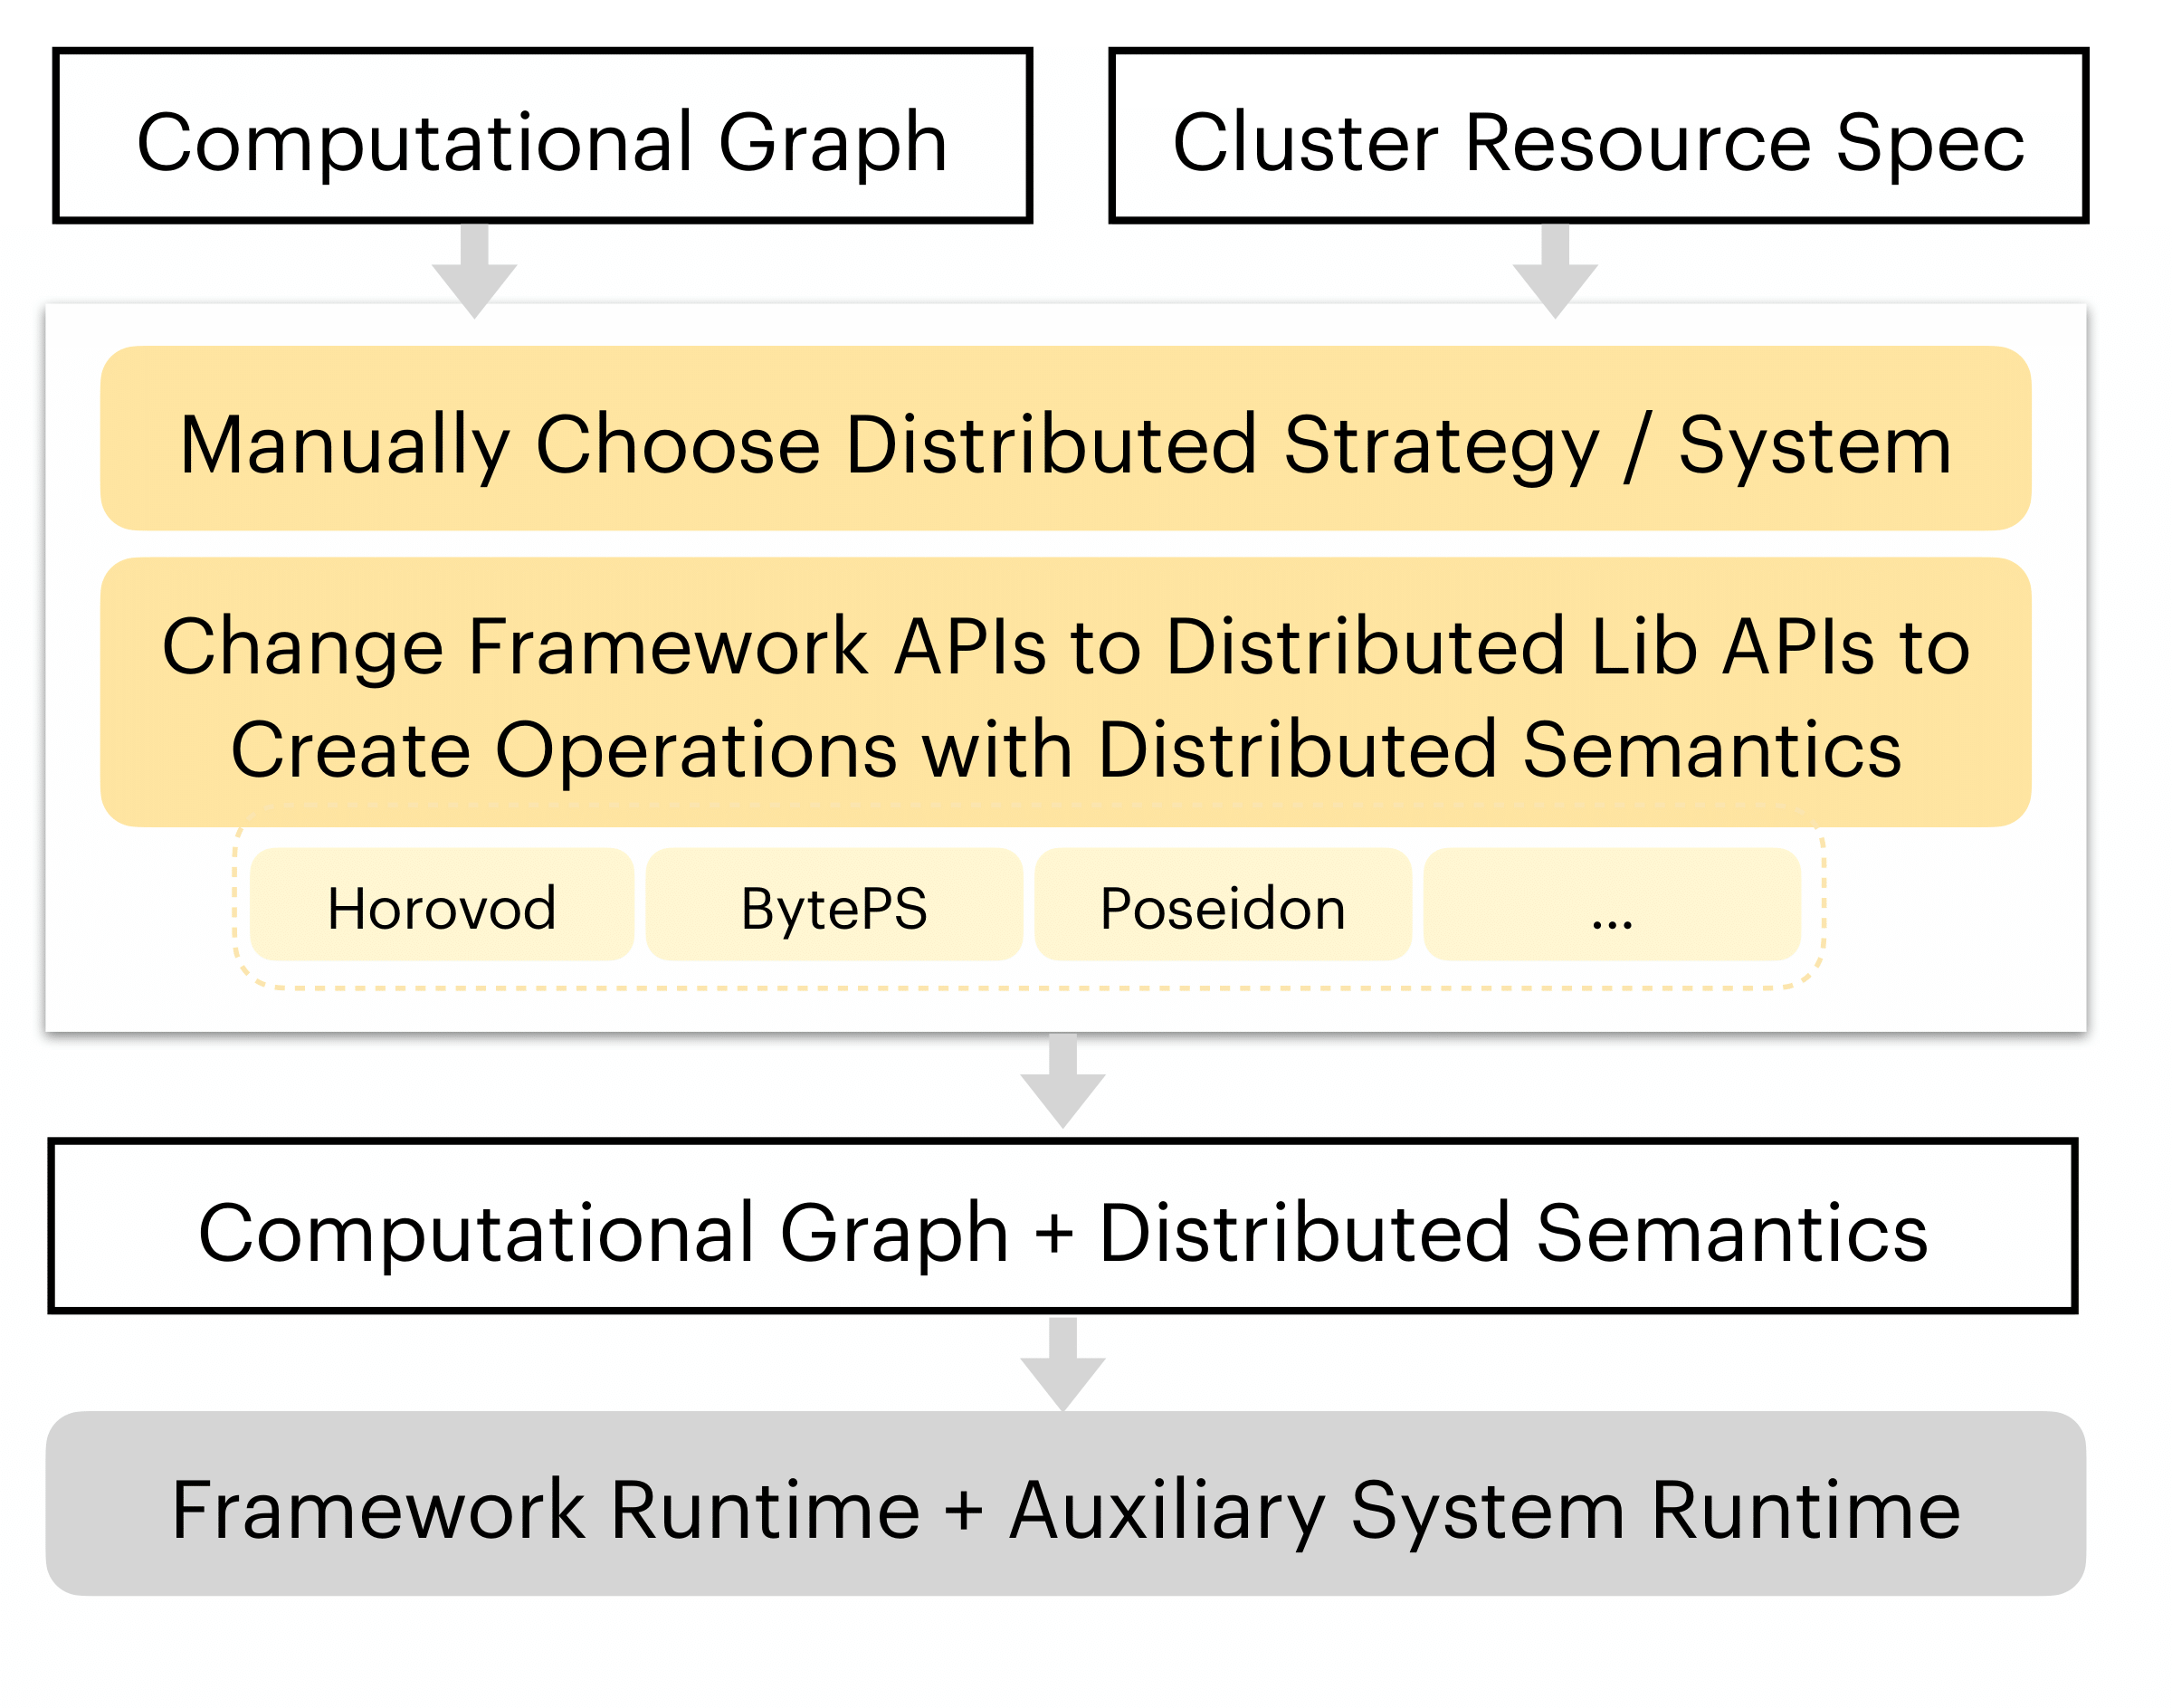 Computational Graph
Cluster Resource Spec
Manually Choose Distributed Strategy / System
Change Framework APIs to Distributed Lib APIs to
Create Operations with Distributed Semantics
Horovod
BytePS
Poseidon
...
Computational Graph + Distributed Semantics
Framework Runtime + Auxiliary System Runtime